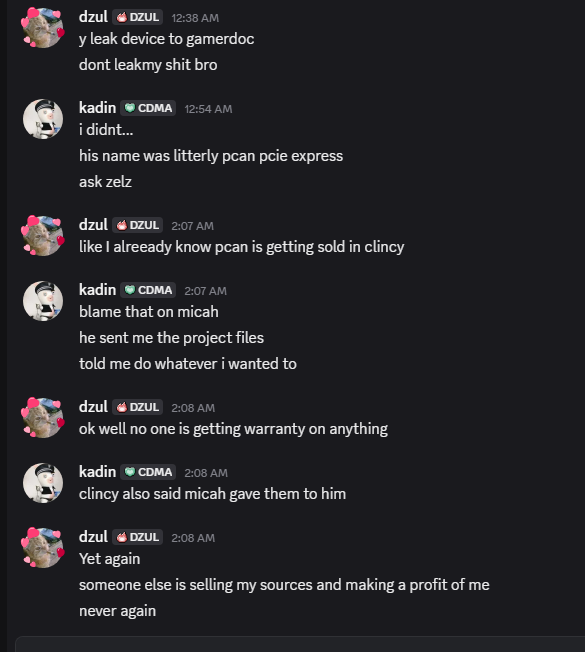 dzul DZUL 12:38 AM
y leak device to gamerdoc
dont leakmy shit bro
kadin CDMA 12:54 AM
i didnt...
his name was litterly pcan pcie express
ask zelz
dzul DZUL 2:07 AM
like I alreeady know pcan is getting sold in clincy
kadin CDMA 2:07 AM
blame that on micah
he sent me the project files
told me do whatever i wanted to
dzul DZUL 2:08 AM
ok well no one is getting warranty on anything
kadin CDMA 2:08 AM
clincy also said micah gave them to him
dzul DZUL 2:08 AM
Yet again
someone else is selling my sources and making a profit of me
never again